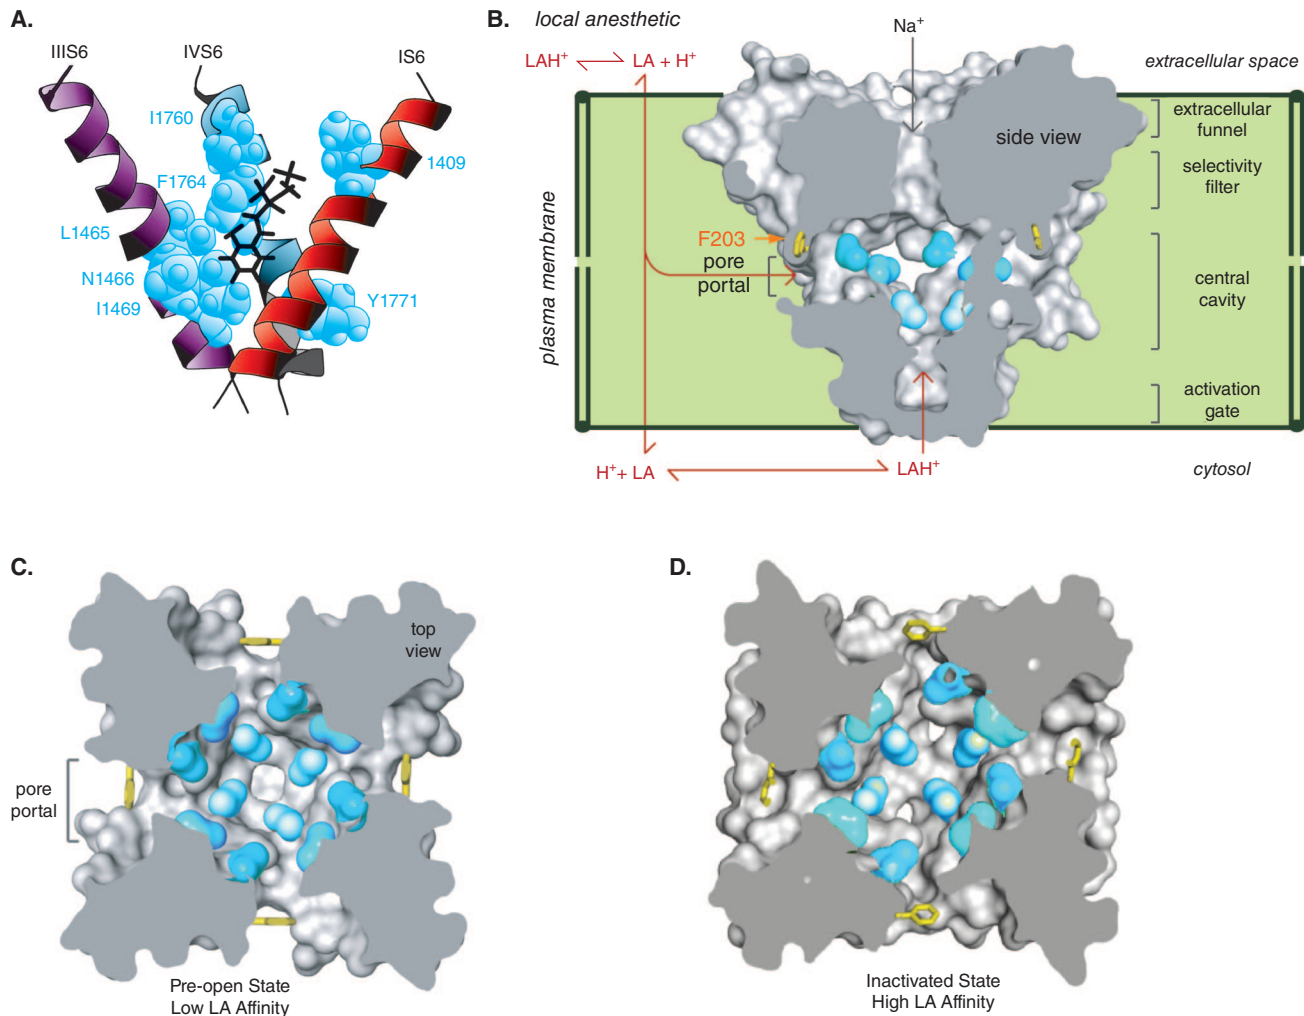 A.
IIIS6
IVS6
IS6
I1760
1409
F1764
L1465
N1466
I1469
Y1771
B.
local anesthetic
LAH+
LA + H+
Na+
extracellular space
side view
extracellular
funnel
selectivity
filter
F203
pore
portal
plasma membrane
central
cavity
activation
gate
H+ + LA
LAH+
cytosol
C.
top
view
pore
portal
Pre-open State
Low LA Affinity
D.
Inactivated State
High LA Affinity